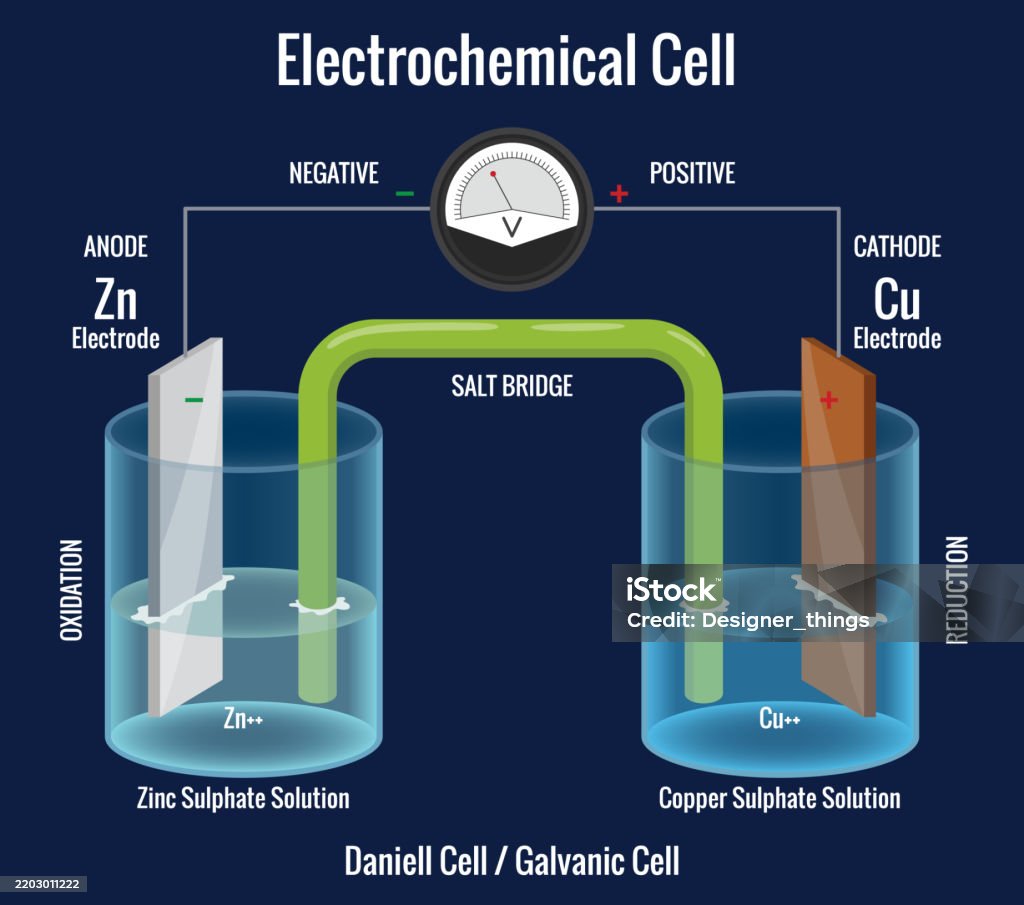 Electrochemical Cell
NEGATIVE
−
+
POSITIVE
V
ANODE
Zn
Electrode
CATHODE
Cu
Electrode
SALT BRIDGE
−
+
OXIDATION
REDUCTION
iStock™
Credit: Designer_things
Zn++
Cu++
Zinc Sulphate Solution
Copper Sulphate Solution
Daniell Cell / Galvanic Cell
2203011222